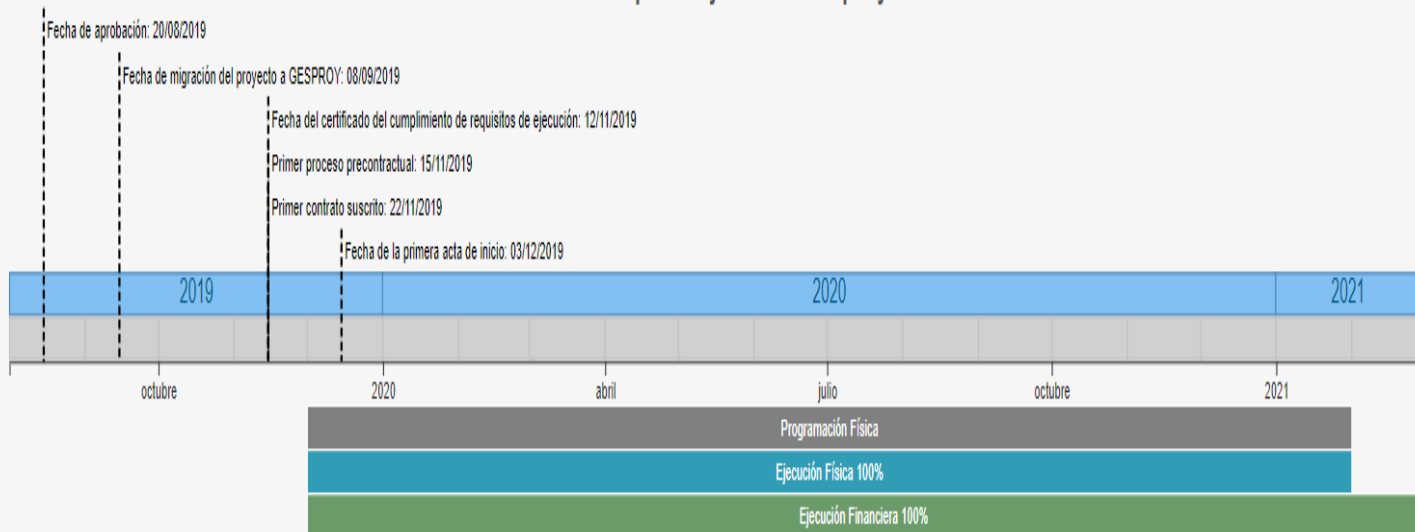 Fecha de aprobación: 20/08/2019
Fecha de migración del proyecto a GESPROY: 08/09/2019
Fecha del certificado del cumplimiento de requisitos de ejecución: 12/11/2019
Primer proceso precontractual: 15/11/2019
Primer contrato suscrito: 22/11/2019
Fecha de la primera acta de inicio: 03/12/2019
2019 2020 2021
octubre 2020 abril julio octubre 2021
Programación Física
Ejecución Física 100%
Ejecución Financiera 100%